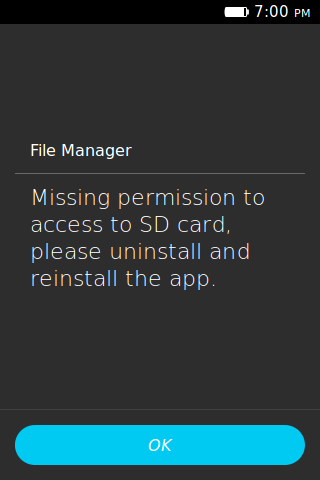 7:00 PM
File Manager
Missing permission to
access to SD card,
please uninstall and
reinstall the app.
OK